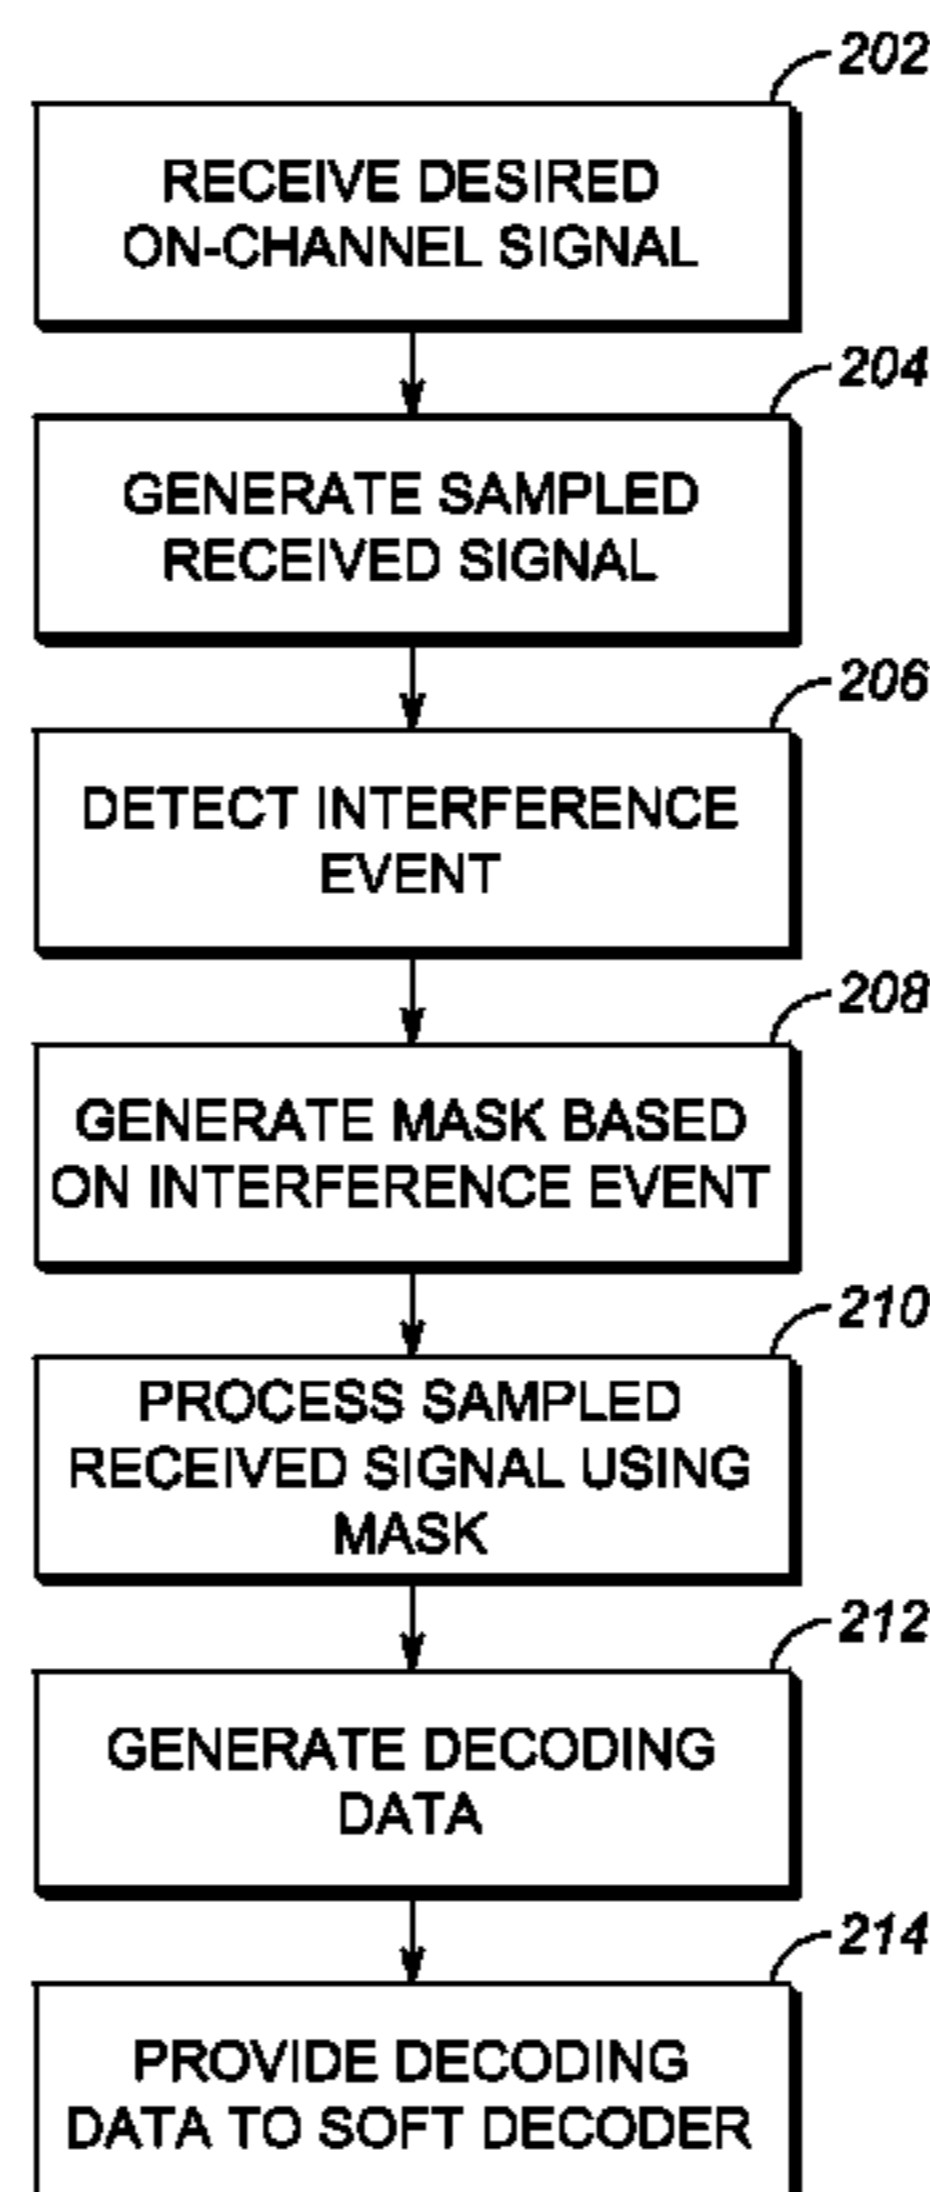 202
RECEIVE DESIRED
ON-CHANNEL SIGNAL
204
GENERATE SAMPLED
RECEIVED SIGNAL
206
DETECT INTERFERENCE
EVENT
208
GENERATE MASK BASED
ON INTERFERENCE EVENT
210
PROCESS SAMPLED
RECEIVED SIGNAL USING
MASK
212
GENERATE DECODING
DATA
214
PROVIDE DECODING
DATA TO SOFT DECODER